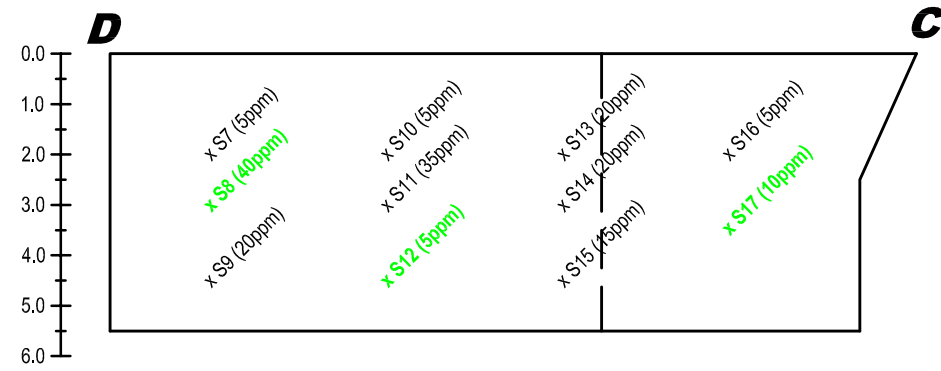 D
C
0.0
1.0
2.0
3.0
4.0
5.0
6.0
x S7 (5ppm)
x S8 (40ppm)
x S9 (20ppm)
x S10 (5ppm)
x S11 (35ppm)
x S12 (5ppm)
x S13 (20ppm)
x S14 (20ppm)
x S15 (15ppm)
x S16 (5ppm)
x S17 (10ppm)